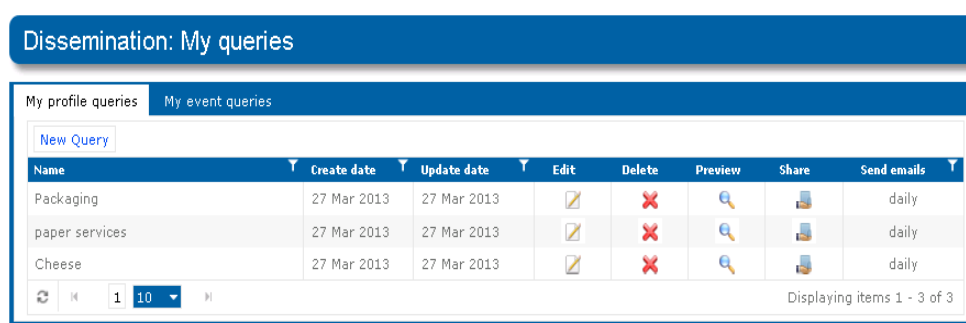 Dissemination: My queries
My profile queries My event queries
New Query
Name Create date Update date Edit Delete Preview Share Send emails
Packaging 27 Mar 2013 27 Mar 2013 daily
paper services 27 Mar 2013 27 Mar 2013 daily
Cheese 27 Mar 2013 27 Mar 2013 daily
1 10 Displaying items 1 - 3 of 3